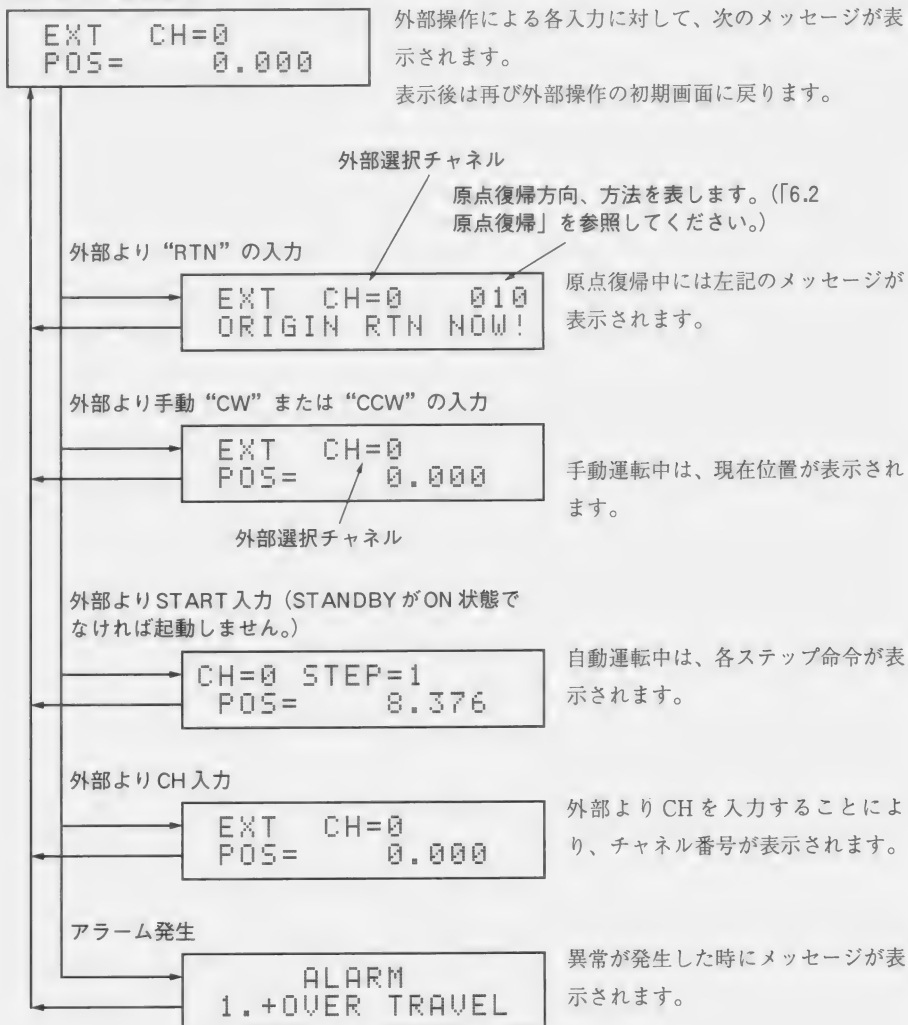 EXT CH=0
POS= 0.000
外部操作による各入力に対して、次のメッセージが表
示されます。
表示後は再び外部操作の初期画面に戻ります。
外部選択チャネル
原点復帰方向、方法を表します。(「6.2
原点復帰」を参照してください。)
外部より“RTN”の入力
EXT CH=0 010
ORIGIN RTN NOW!
原点復帰中には左記のメッセージが
表示されます。
外部より手動“CW”または“CCW”の入力
EXT CH=0
POS= 0.000
手動運転中は、現在位置が表示され
ます。
外部選択チャネル
外部よりSTART入力(STANDBYがON状態で
なければ起動しません。)
CH=0 STEP=1
POS= 8.376
自動運転中は、各ステップ命令が表
示されます。
外部よりCH入力
EXT CH=0
POS= 0.000
外部よりCHを入力することによ
り、チャネル番号が表示されます。
アラーム発生
ALARM
1.+OVER TRAVEL
異常が発生した時にメッセージが表
示されます。